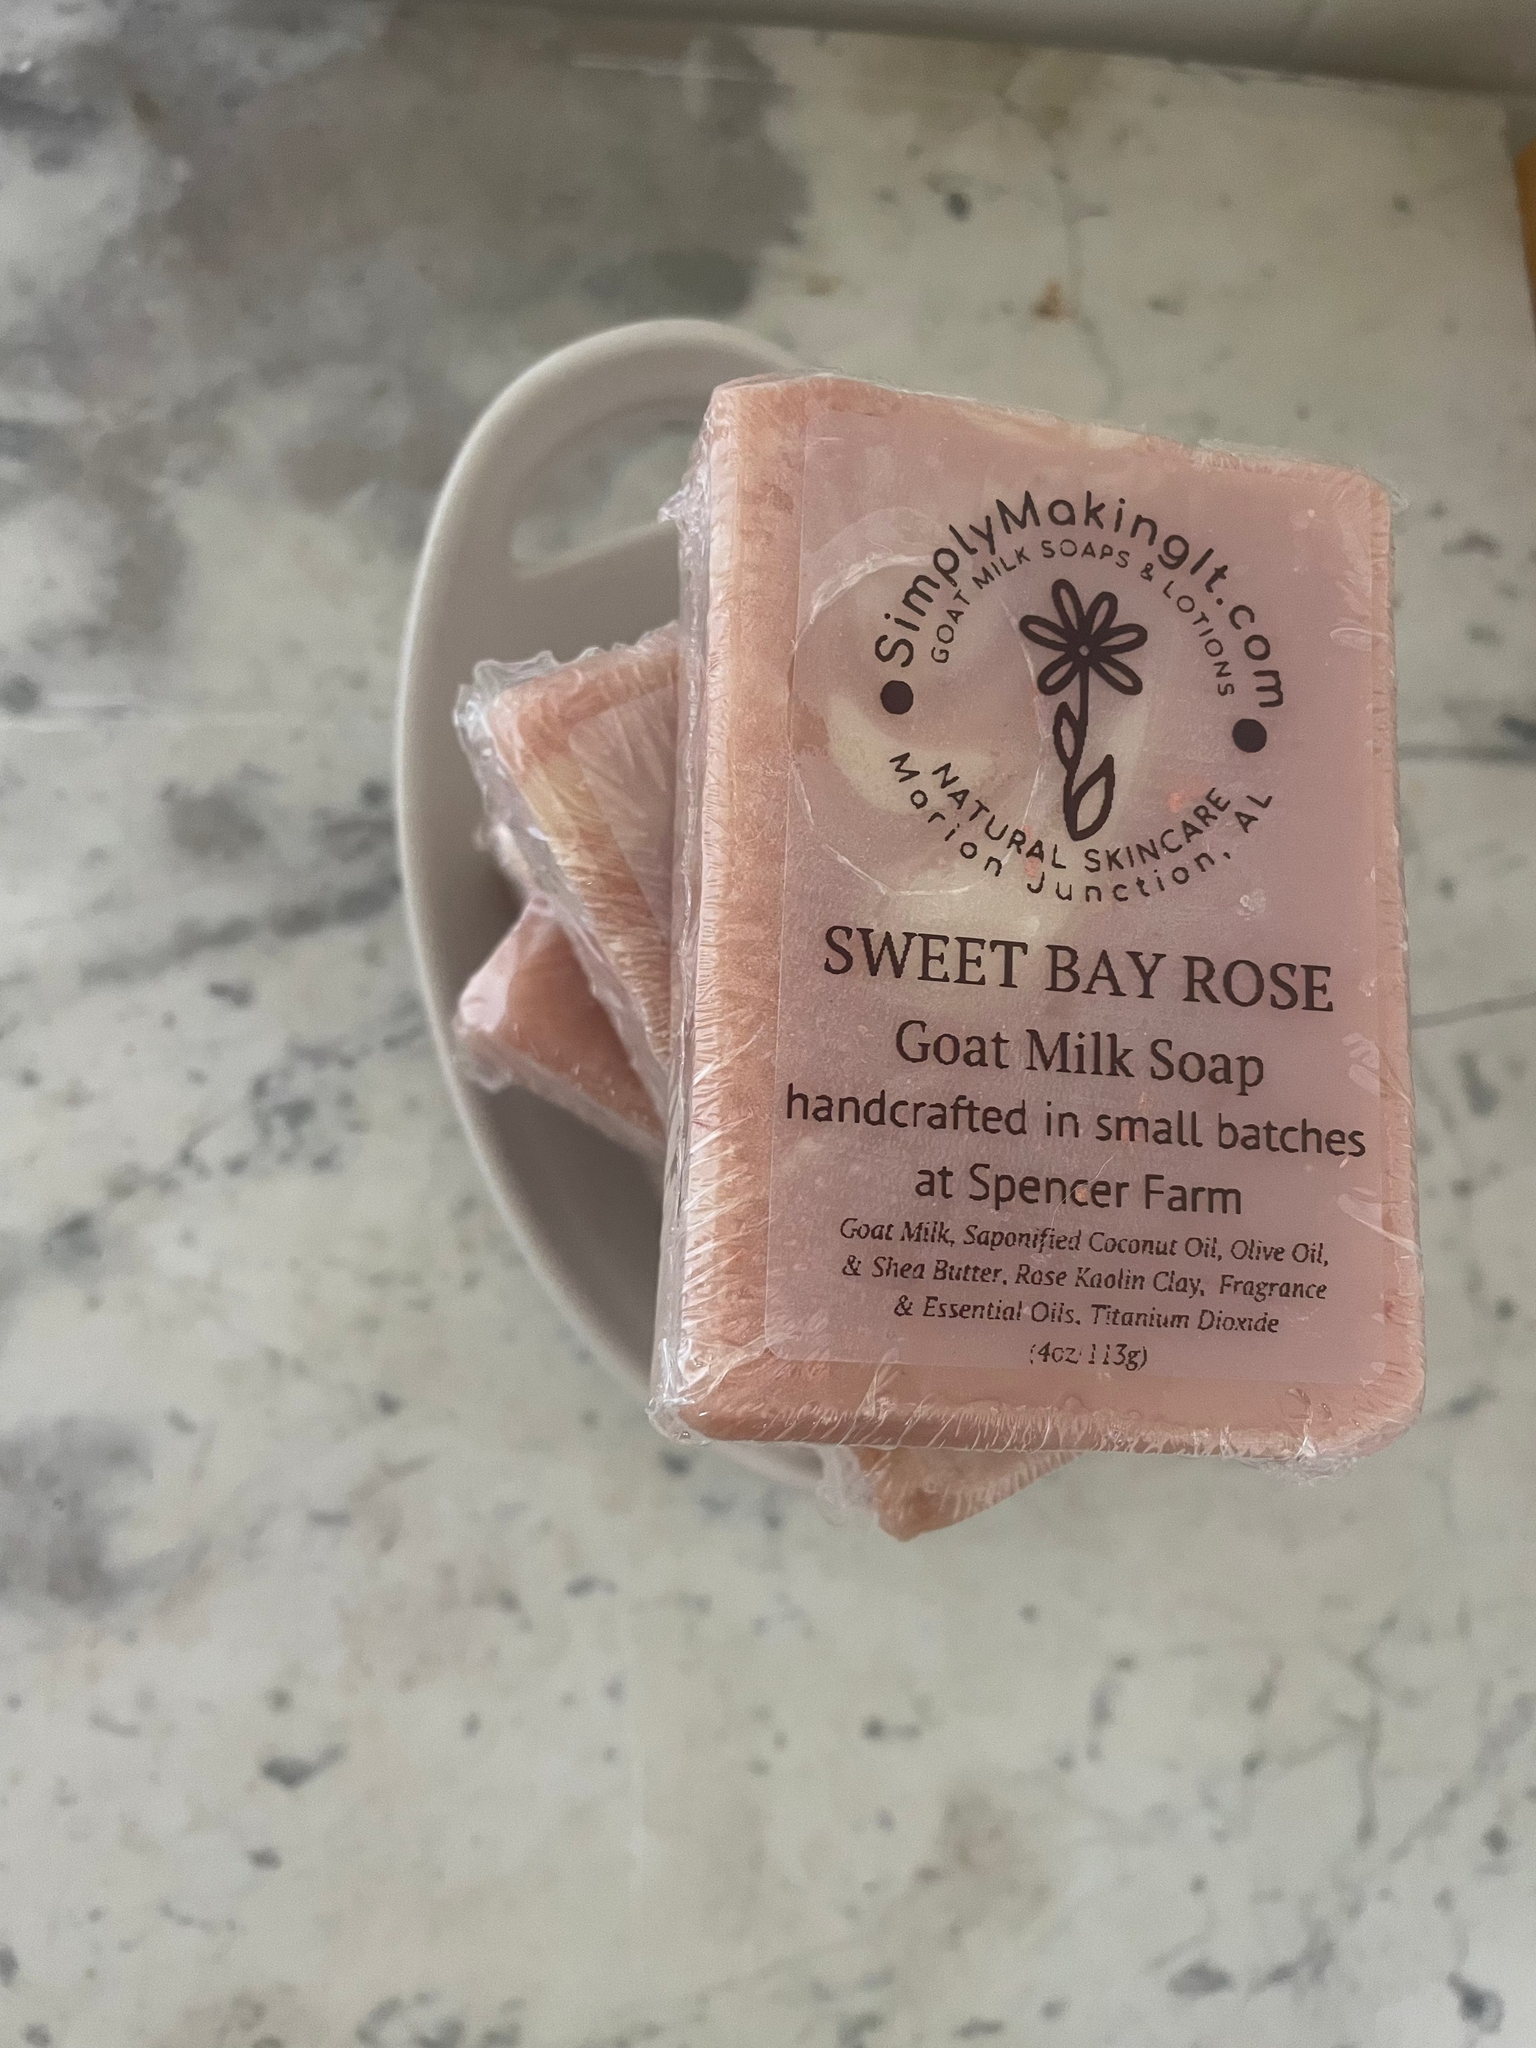 SimplyMakingIt.com
GOAT MILK SOAPS & LOTIONS
NATURAL SKINCARE
Marion Junction, AL
SWEET BAY ROSE
Goat Milk Soap
handcrafted in small batches
at Spencer Farm
Goat Milk, Saponified Coconut Oil, Olive Oil,
& Shea Butter, Rose Kaolin Clay, Fragrance
& Essential Oils, Titanium Dioxide
(4oz/113g)